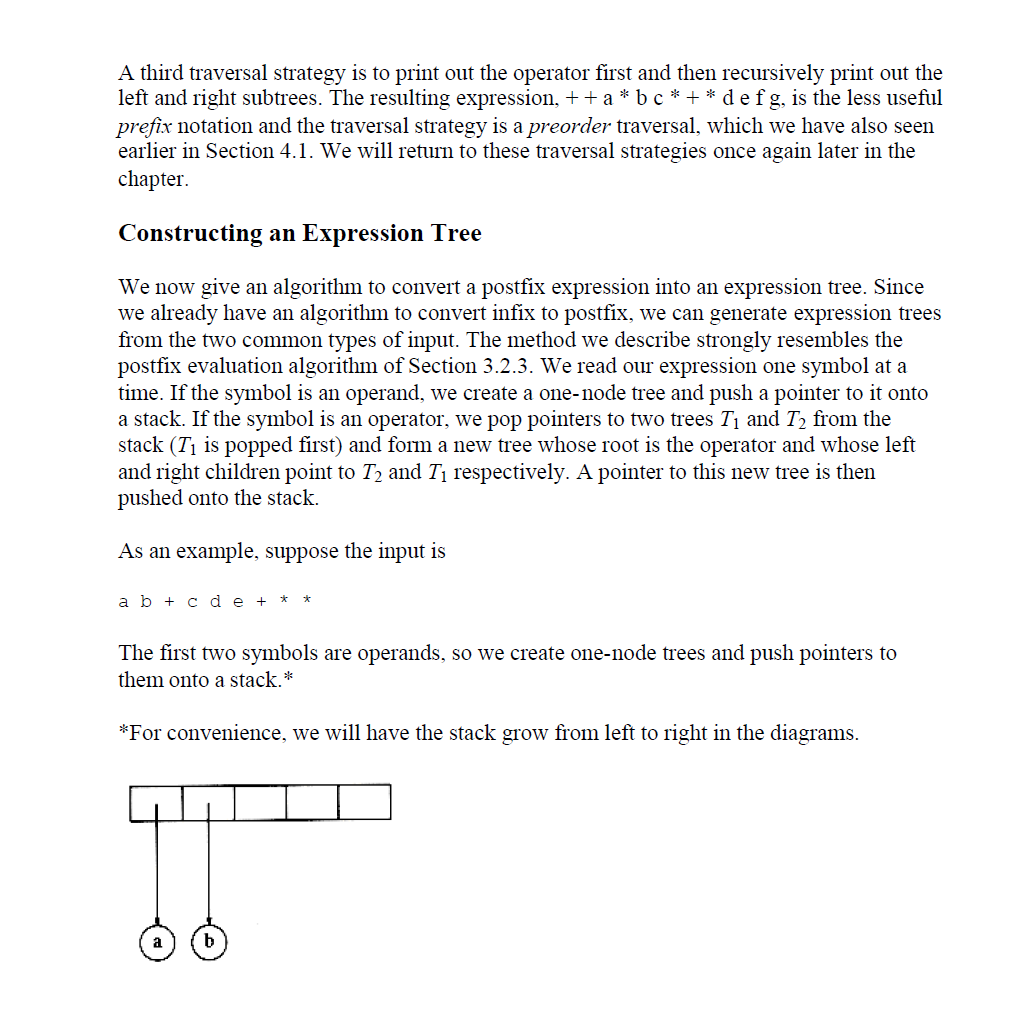 A third traversal strategy is to print out the operator first and then recursively print out the
left and right subtrees. The resulting expression, + + a * b c * + * d e f g, is the less useful
prefix notation and the traversal strategy is a preorder traversal, which we have also seen
earlier in Section 4.1. We will return to these traversal strategies once again later in the
chapter.
Constructing an Expression Tree
We now give an algorithm to convert a postfix expression into an expression tree. Since
we already have an algorithm to convert infix to postfix, we can generate expression trees
from the two common types of input. The method we describe strongly resembles the
postfix evaluation algorithm of Section 3.2.3. We read our expression one symbol at a
time. If the symbol is an operand, we create a one-node tree and push a pointer to it onto
a stack. If the symbol is an operator, we pop pointers to two trees T1 and T2 from the
stack (T1 is popped first) and form a new tree whose root is the operator and whose left
and right children point to T2 and T1 respectively. A pointer to this new tree is then
pushed onto the stack.
As an example, suppose the input is
a b + c d e + * *
The first two symbols are operands, so we create one-node trees and push pointers to
them onto a stack.*
*For convenience, we will have the stack grow from left to right in the diagrams.
a b